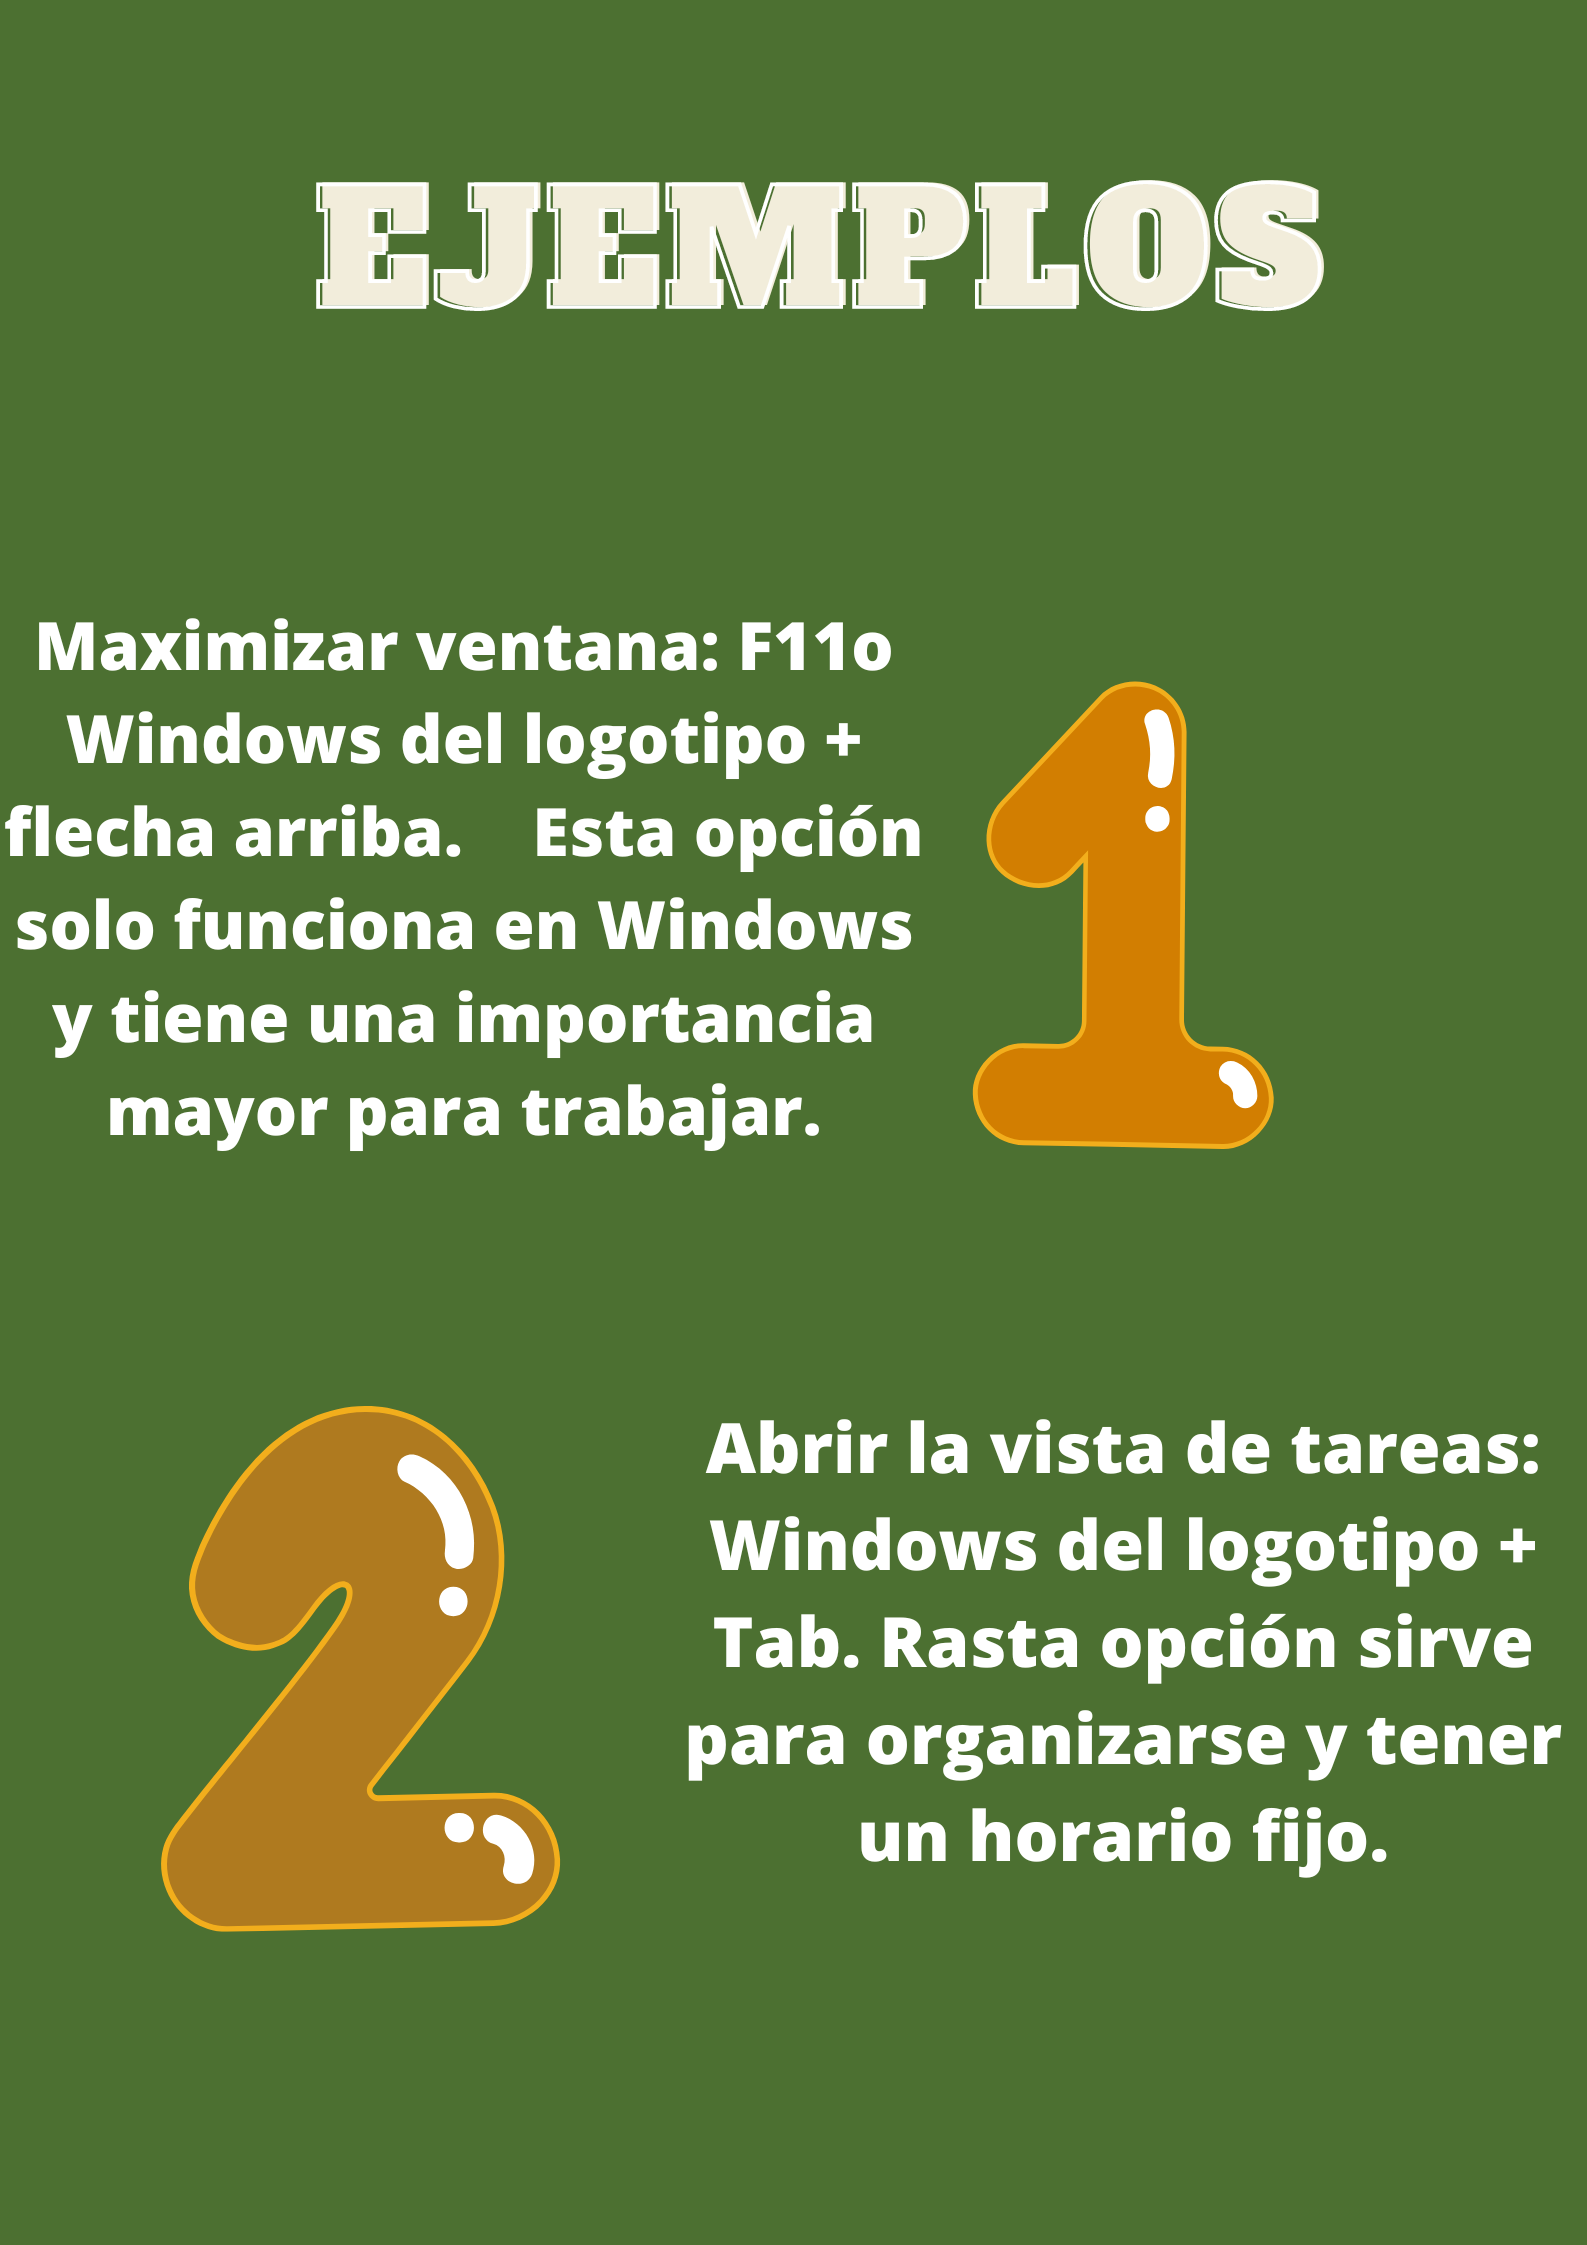 EJEMPLOS
Maximizar ventana: F11o
Windows del logotipo +
flecha arriba. Esta opción
solo funciona en Windows
y tiene una importancia
mayor para trabajar.
1
2
Abrir la vista de tareas:
Windows del logotipo +
Tab. Rasta opción sirve
para organizarse y tener
un horario fijo.